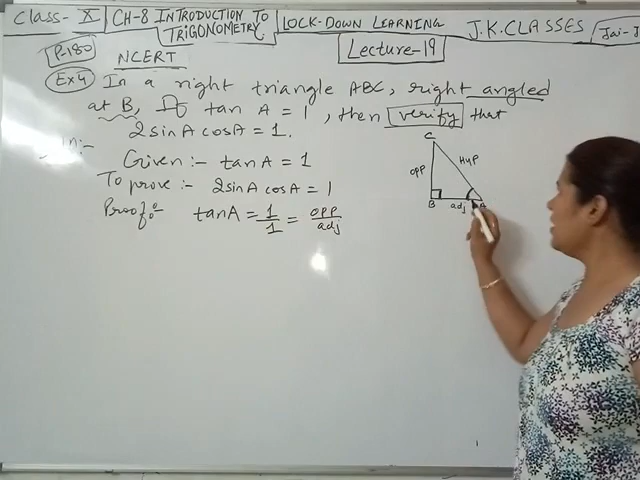 Class- X CH-8 INTRODUCTION TO TRIGONOMETRY LOCK-DOWN LEARNING J.K.CLASSES
P-180 NCERT Lecture-19
Ex 4 In a right triangle ABC, right angled
at B, If tan A = 1, then verify that
2 sin A cos A = 1.
Given :- tan A = 1
To prove :- 2 sin A cos A = 1
Proof :- tan A = 1/1 = opp/adj
C
opp Hyp
B adj A